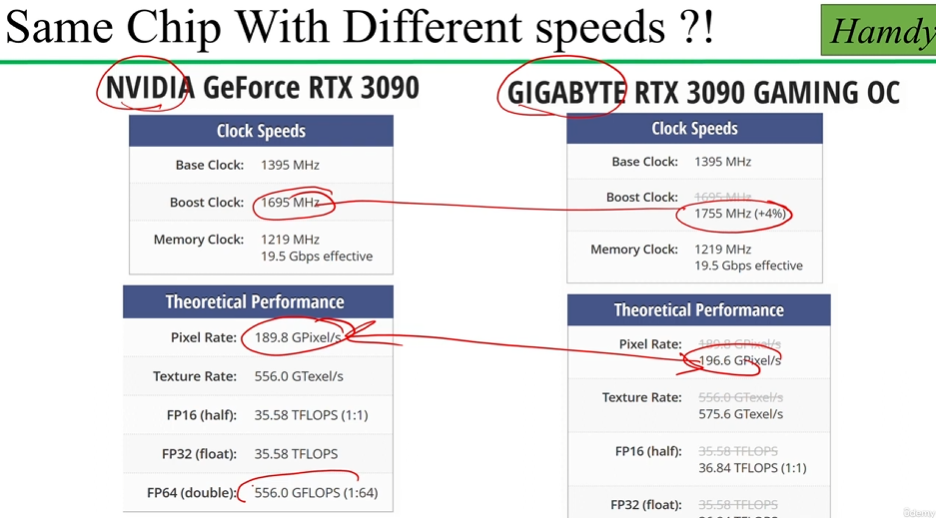 Same Chip With Different speeds ?!
Hamdy
NVIDIA GeForce RTX 3090
Clock Speeds
Base Clock: 1395 MHz
Boost Clock: 1695 MHz
Memory Clock: 1219 MHz
19.5 Gbps effective
Theoretical Performance
Pixel Rate: 189.8 GPixel/s
Texture Rate: 556.0 GTexel/s
FP16 (half): 35.58 TFLOPS (1:1)
FP32 (float): 35.58 TFLOPS
FP64 (double): 556.0 GFLOPS (1:64)
GIGABYTE RTX 3090 GAMING OC
Clock Speeds
Base Clock: 1395 MHz
Boost Clock: 1695 MHz
1755 MHz (+4%)
Memory Clock: 1219 MHz
19.5 Gbps effective
Theoretical Performance
Pixel Rate: 189.8 GPixel/s
196.6 GPixel/s
Texture Rate: 556.0 GTexel/s
575.6 GTexel/s
FP16 (half): 35.58 TFLOPS
36.84 TFLOPS (1:1)
FP32 (float): 35.58 TFLOPS
Udemy